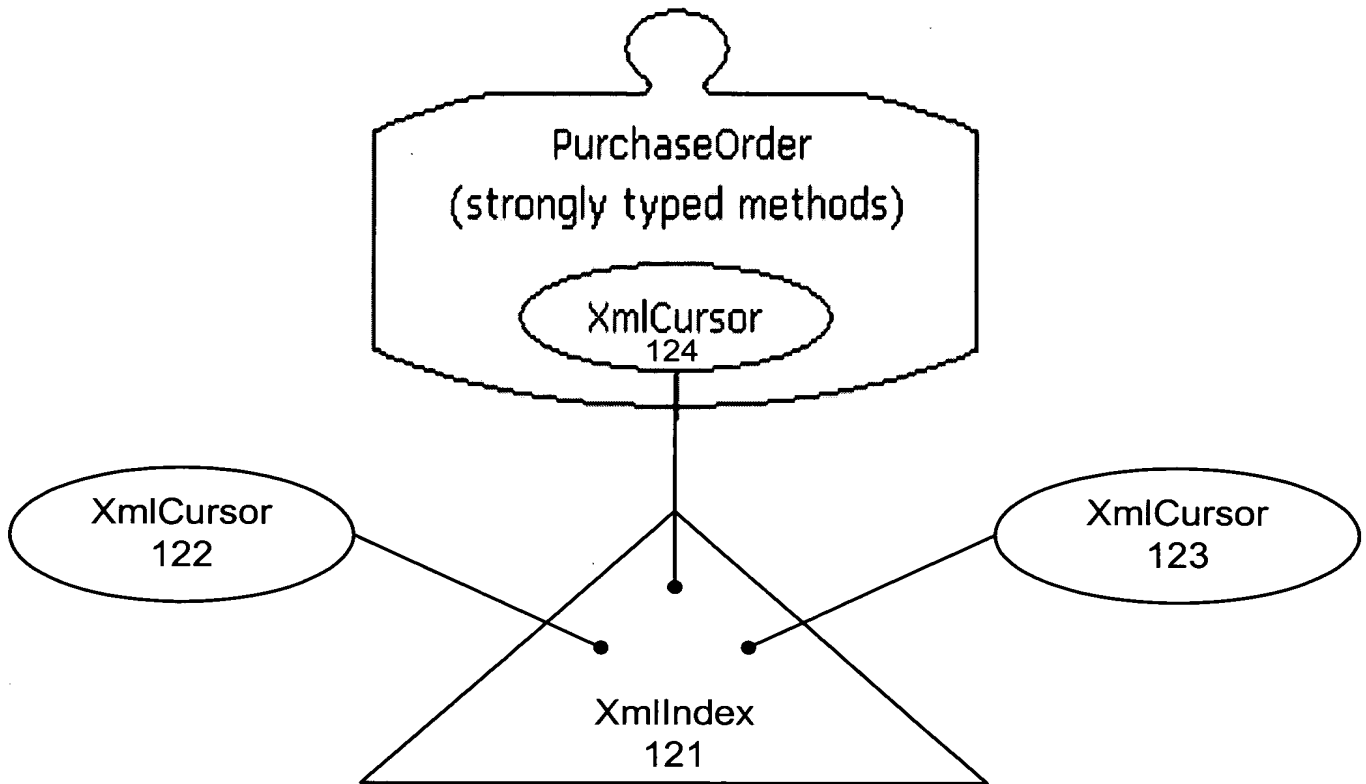 PurchaseOrder
(strongly typed methods)
XmlCursor
124
XmlCursor
122
XmlCursor
123
XmlIndex
121